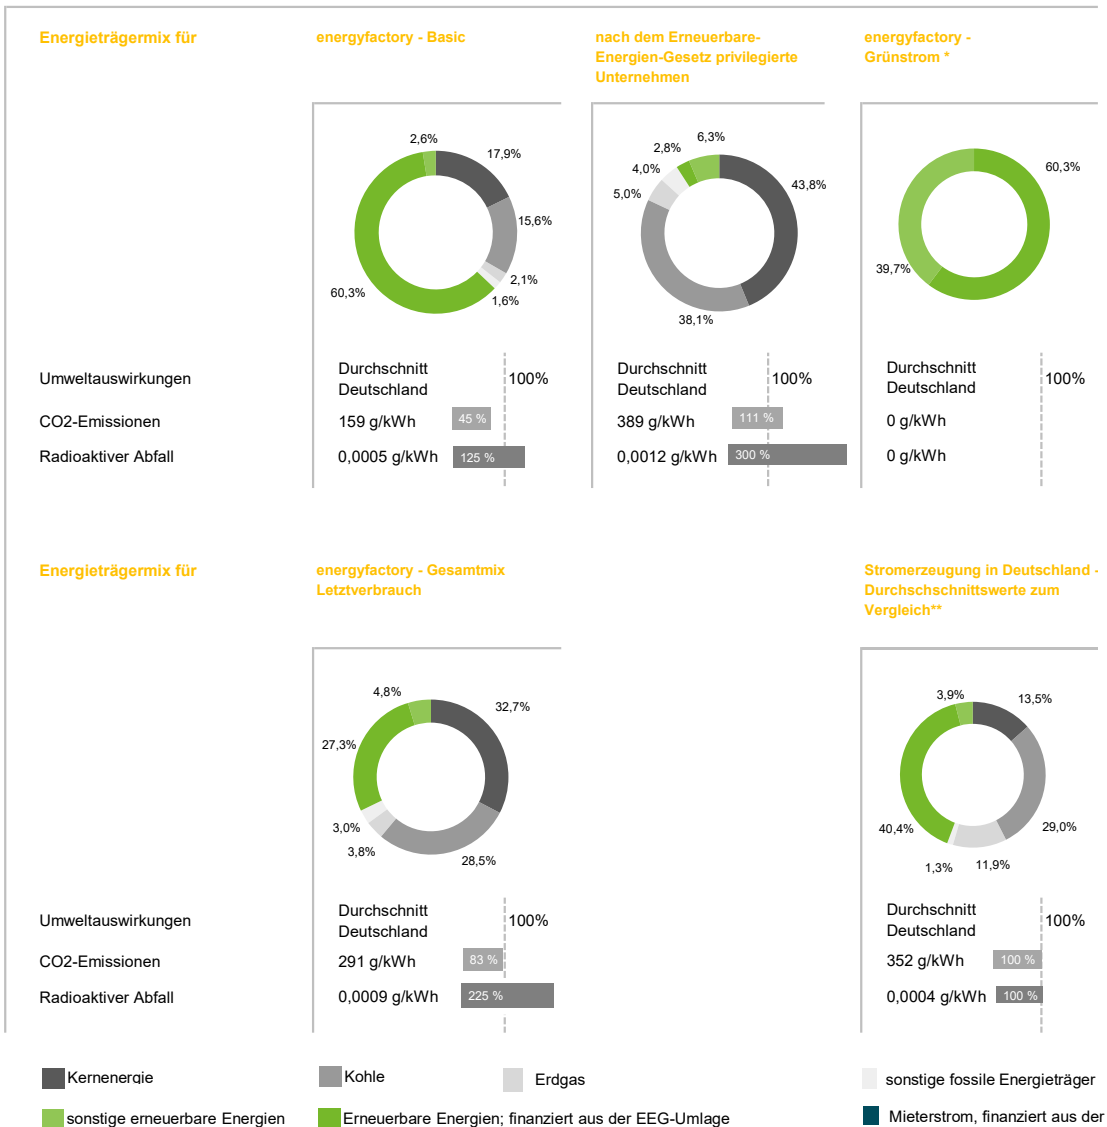 Energieträgermix für
energyfactory - Basic
nach dem Erneuerbare-
Energien-Gesetz privilegierte
Unternehmen
energyfactory -
Grünstrom *
2,6%
17,9%
15,6%
2,1%
1,6%
60,3%
6,3%
2,8%
4,0%
5,0%
43,8%
38,1%
60,3%
39,7%
Umweltauswirkungen
Durchschnitt
Deutschland
100%
Durchschnitt
Deutschland
100%
Durchschnitt
Deutschland
100%
CO2-Emissionen
159 g/kWh
45 %
389 g/kWh
111 %
0 g/kWh
Radioaktiver Abfall
0,0005 g/kWh
125 %
0,0012 g/kWh
300 %
0 g/kWh
Energieträgermix für
energyfactory - Gesamtmix
Letztverbrauch
Stromerzeugung in Deutschland -
Durchschschnittswerte zum
Vergleich**
4,8%
32,7%
27,3%
3,0%
3,8%
28,5%
3,9%
13,5%
40,4%
29,0%
1,3%
11,9%
Umweltauswirkungen
Durchschnitt
Deutschland
100%
Durchschnitt
Deutschland
100%
CO2-Emissionen
291 g/kWh
83 %
352 g/kWh
100 %
Radioaktiver Abfall
0,0009 g/kWh
225 %
0,0004 g/kWh
100 %
Kernenergie
Kohle
Erdgas
sonstige fossile Energieträger
sonstige erneuerbare Energien
Erneuerbare Energien; finanziert aus der EEG-Umlage
Mieterstrom, finanziert aus der